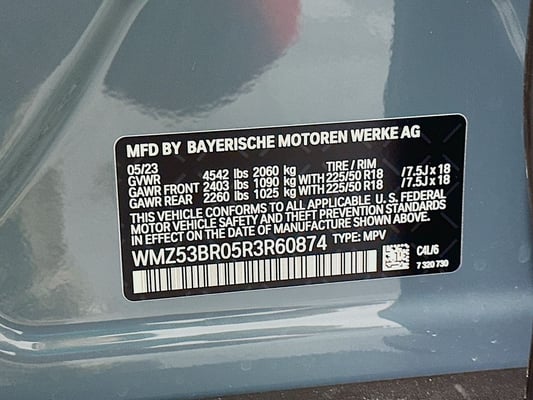 MFD BY BAYERISCHE MOTOREN WERKE AG
05/23 TIRE / RIM
GVWR 4542 lbs 2060 kg
GAWR FRONT 2403 lbs 1090 kg WITH 225/50 R18 /7.5J x 18
GAWR REAR 2260 lbs 1025 kg WITH 225/50 R18 /7.5J x 18
THIS VEHICLE CONFORMS TO ALL APPLICABLE U. S. FEDERAL
MOTOR VEHICLE SAFETY AND THEFT PREVENTION STANDARDS
IN EFFECT ON THE DATE OF MANUFACTURE SHOWN ABOVE.
WMZ53BR05R3R60874 TYPE: MPV
C4L/6
7 320 730